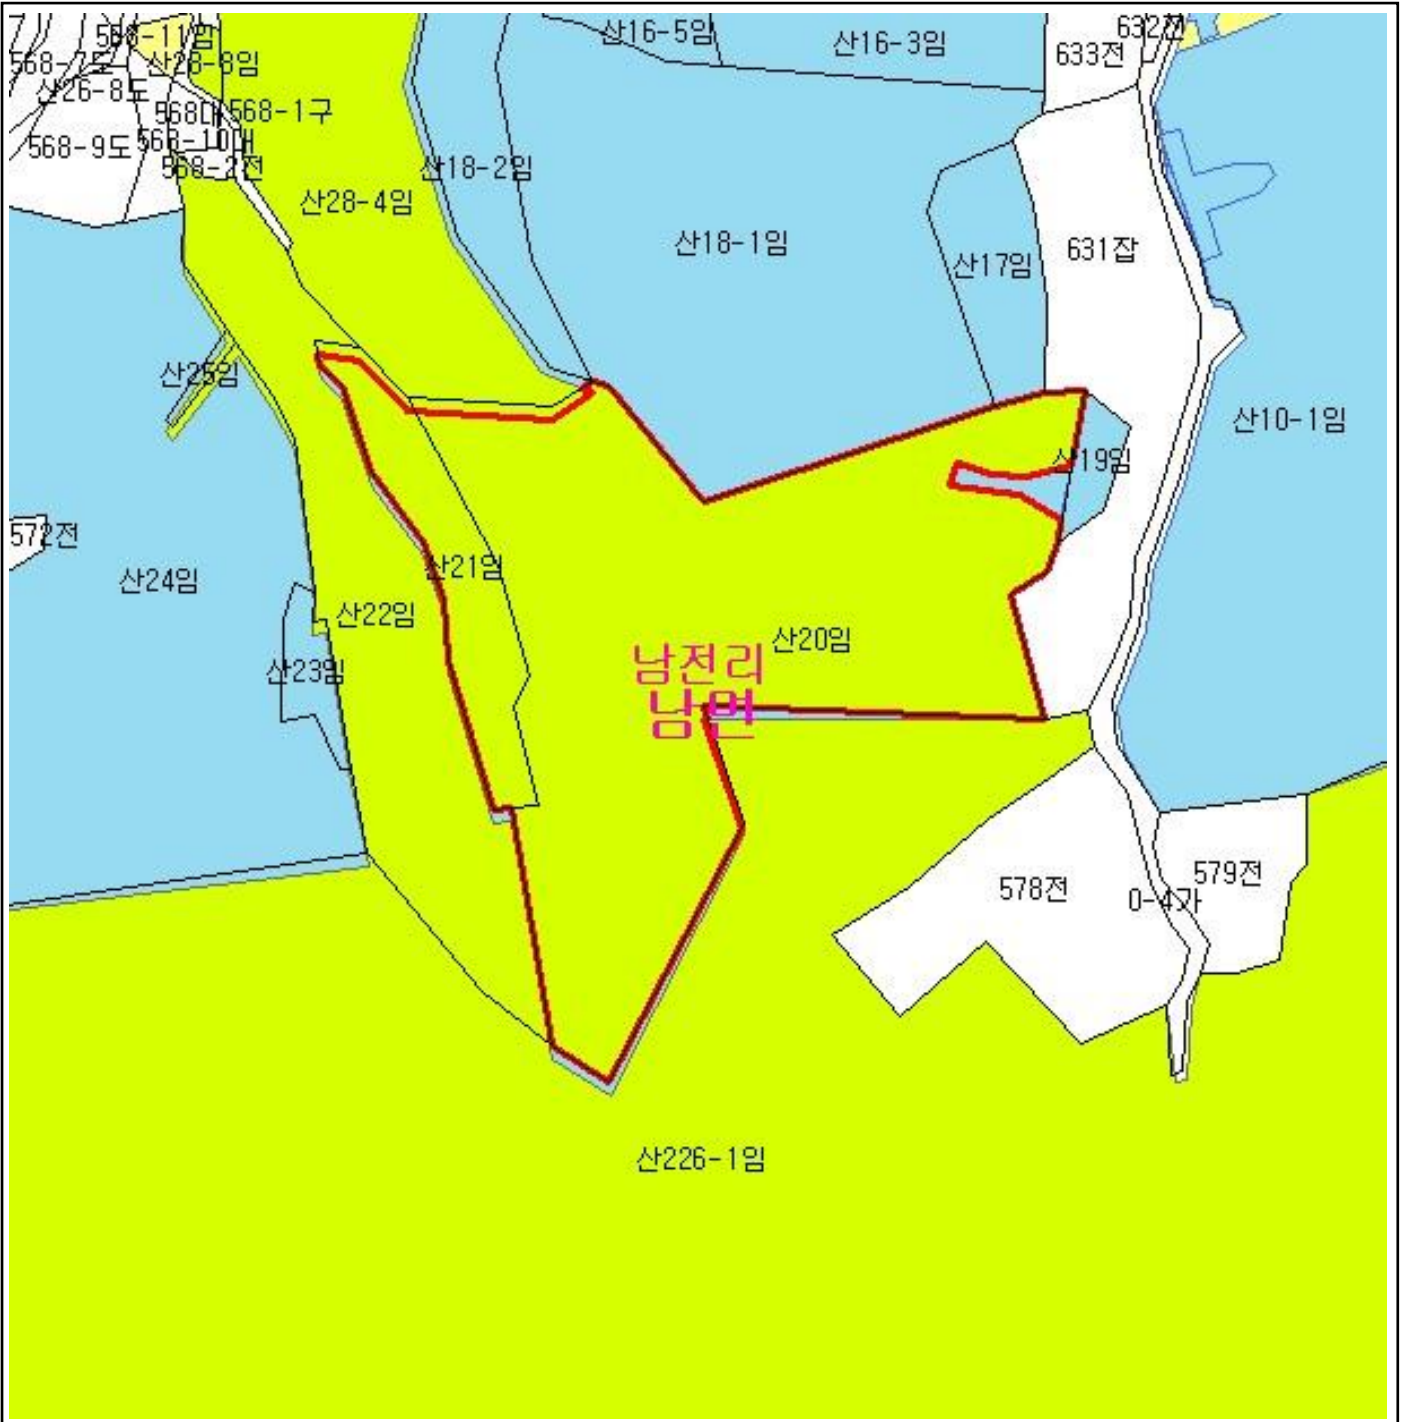 산16-5임
632전
568-11임
산16-3임
633전
568-7도
산28-8임
산26-8도
568대
568-1구
568-9도
568-10대
568-2전
산18-2임
산28-4임
산18-1임
631잡
산17임
산25임
산10-1임
산19임
572전
산24임
산21임
산22임
산20임
남전리
산23임
남면
578전
579전
0-4가
산226-1임